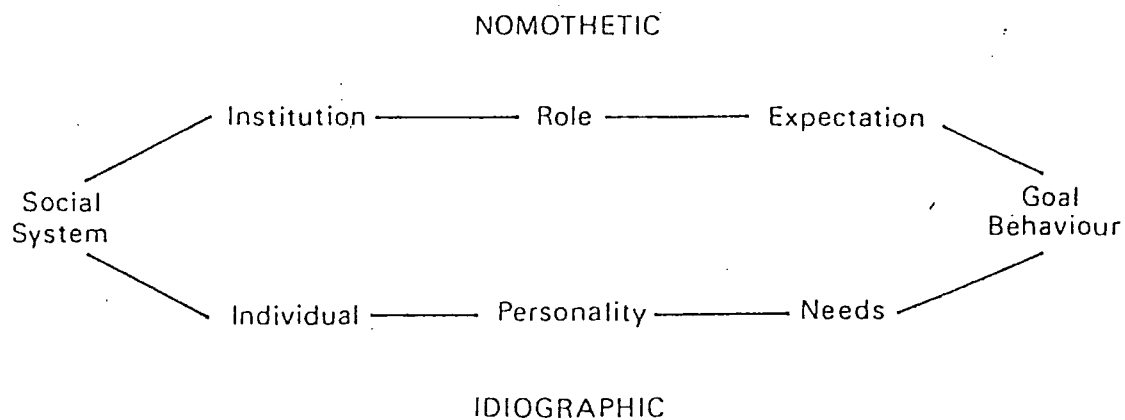 NOMOTHETIC
Institution Role Expectation
Social
System
Goal
Behaviour
Individual Personality Needs
IDIOGRAPHIC